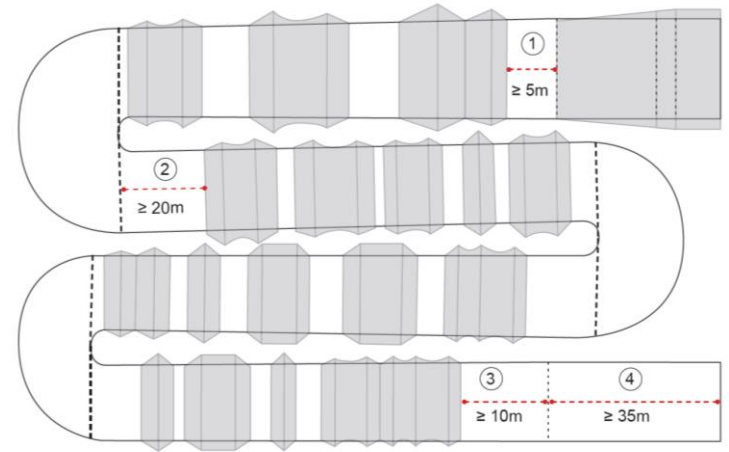 ①
≥ 5m
②
≥ 20m
③
≥ 10m
④
≥ 35m